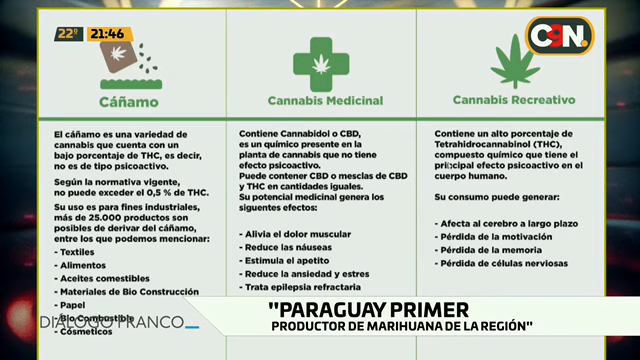 22º 21:46
C9N.
Cáñamo
El cáñamo es una variedad de
cannabis que cuenta con un
bajo porcentaje de THC, es decir,
no es de tipo psicoactivo.
Según la normativa vigente,
no puede exceder el 0,5 % de THC.
Su uso es para fines industriales,
más de 25.000 productos son
posibles de derivar del cáñamo,
entre los que podemos mencionar:
- Textiles
- Alimentos
- Aceites comestibles
- Materiales de Bio Construcción
- Papel
- Bio Combustible
- Cósmeticos
Cannabis Medicinal
Contiene Cannabidol o CBD,
es un químico presente en la
planta de cannabis que no tiene
efecto psicoactivo.
Puede contener CBD o mesclas de CBD
y THC en cantidades iguales.
Su potencial medicinal genera los
siguientes efectos:
- Alivia el dolor muscular
- Reduce las náuseas
- Estimula el apetito
- Reduce la ansiedad y estres
- Trata epilepsia refractaria
Cannabis Recreativo
Contiene un alto porcentaje de
Tetrahidrocannabinol (THC),
compuesto químico que tiene el
principal efecto psicoactivo en el
cuerpo humano.
Su consumo puede generar:
- Afecta al cerebro a largo plazo
- Pérdida de la motivación
- Pérdida de la memoria
- Pérdida de células nerviosas
DIALOGO FRANCO_
"PARAGUAY PRIMER
PRODUCTOR DE MARIHUANA DE LA REGIÓN"